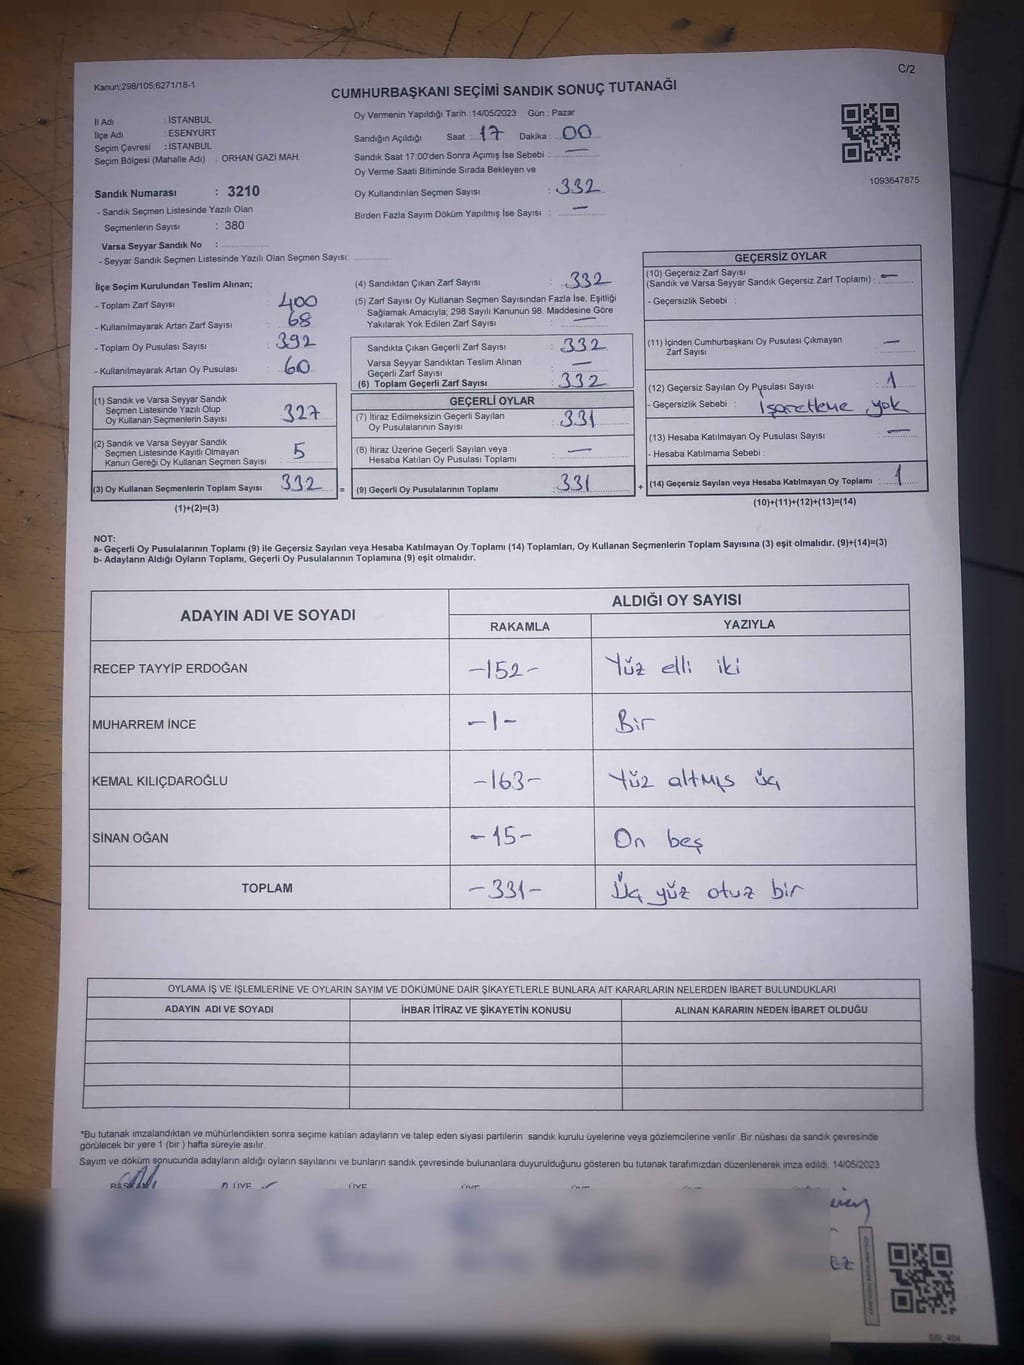 Kanun;298/105;6271/18-1
C/2
CUMHURBAŞKANI SEÇİMİ SANDIK SONUÇ TUTANAĞI
İl Adı : İSTANBUL
İlçe Adı : ESENYURT
Seçim Çevresi : İSTANBUL
Seçim Bölgesi (Mahalle Adı) : ORHAN GAZİ MAH.
Sandık Numarası : 3210
- Sandık Seçmen Listesinde Yazılı Olan
Seçmenlerin Sayısı : 380
Varsa Seyyar Sandık No :
- Seyyar Sandık Seçmen Listesinde Yazılı Olan Seçmen Sayısı:
Oy Vermenin Yapıldığı Tarih : 14/05/2023 Gün : Pazar
Sandığın Açıldığı Saat : 17 Dakika : 00
Sandık Saat 17:00'den Sonra Açımış İse Sebebi : —
Oy Verme Saati Bitiminde Sırada Bekleyen ve
Oy Kullandırılan Seçmen Sayısı : 332
Birden Fazla Sayım Döküm Yapılmış İse Sayısı : —
1093647875
İlçe Seçim Kurulundan Teslim Alınan;
- Toplam Zarf Sayısı : 400
- Kullanılmayarak Artan Zarf Sayısı : 68
- Toplam Oy Pusulası Sayısı : 392
- Kullanılmayarak Artan Oy Pusulası : 60
(1) Sandık ve Varsa Seyyar Sandık
Seçmen Listesinde Yazılı Olup
Oy Kullanan Seçmenlerin Sayısı : 327
(2) Sandık ve Varsa Seyyar Sandık
Seçmen Listesinde Kayıtlı Olmayan
Kanun Gereği Oy Kullanan Seçmen Sayısı : 5
(3) Oy Kullanan Seçmenlerin Toplam Sayısı : 332 =
(1)+(2)=(3)
(4) Sandıktan Çıkan Zarf Sayısı : 332
(5) Zarf Sayısı Oy Kullanan Seçmen Sayısından Fazla İse, Eşitliği
Sağlamak Amacıyla; 298 Sayılı Kanunun 98. Maddesine Göre
Yakılarak Yok Edilen Zarf Sayısı : —
Sandıkta Çıkan Geçerli Zarf Sayısı : 332
Varsa Seyyar Sandıktan Teslim Alınan
Geçerli Zarf Sayısı : —
(6) Toplam Geçerli Zarf Sayısı : 332
GEÇERLİ OYLAR
(7) İtiraz Edilmeksizin Geçerli Sayılan
Oy Pusulalarının Sayısı : 331
(8) İtiraz Üzerine Geçerli Sayılan veya
Hesaba Katılan Oy Pusulası Toplamı : —
(9) Geçerli Oy Pusulalarının Toplamı : 331 +
GEÇERSİZ OYLAR
(10) Geçersiz Zarf Sayısı
(Sandık ve Varsa Seyyar Sandık Geçersiz Zarf Toplamı) : —
- Geçersizlik Sebebi :
(11) İçinden Cumhurbaşkanı Oy Pusulası Çıkmayan
Zarf Sayısı : —
(12) Geçersiz Sayılan Oy Pusulası Sayısı : 1
- Geçersizlik Sebebi : İşaretleme yok
(13) Hesaba Katılmayan Oy Pusulası Sayısı : —
- Hesaba Katılmama Sebebi :
(14) Geçersiz Sayılan veya Hesaba Katılmayan Oy Toplamı : 1
(10)+(11)+(12)+(13)=(14)
NOT:
a- Geçerli Oy Pusulalarının Toplamı (9) ile Geçersiz Sayılan veya Hesaba Katılmayan Oy Toplamı (14) Toplamları, Oy Kullanan Seçmenlerin Toplam Sayısına (3) eşit olmalıdır. (9)+(14)=(3)
b- Adayların Aldığı Oyların Toplamı, Geçerli Oy Pusulalarının Toplamına (9) eşit olmalıdır.
ADAYIN ADI VE SOYADI
ALDIĞI OY SAYISI
RAKAMLA YAZIYLA
RECEP TAYYİP ERDOĞAN -152- Yüz elli iki
MUHARREM İNCE -1- Bir
KEMAL KILIÇDAROĞLU -163- Yüz altmış üç
SİNAN OĞAN -15- On beş
TOPLAM -331- Üç yüz otuz bir
OYLAMA İŞ VE İŞLEMLERİNE VE OYLARIN SAYIM VE DÖKÜMÜNE DAİR ŞİKAYETLERLE BUNLARA AİT KARARLARIN NELERDEN İBARET BULUNDUKLARI
ADAYIN ADI VE SOYADI İHBAR İTİRAZ VE ŞİKAYETİN KONUSU ALINAN KARARIN NEDEN İBARET OLDUĞU
*Bu tutanak imzalandıktan ve mühürlendikten sonra seçime katılan adayların ve talep eden siyasi partilerin sandık kurulu üyelerine veya gözlemcilerine verilir .Bir nüshası da sandık çevresinde
görülecek bir yere 1 (bir ) hafta süreyle asılır
Sayım ve döküm sonucunda adayların aldığı oyların sayılarını ve bunların sandık çevresinde bulunanlara duyurulduğunu gösteren bu tutanak tarafımızdan düzenlenerek imza edildi. 14/05/2023
BAŞKAN ÜYE ÜYE